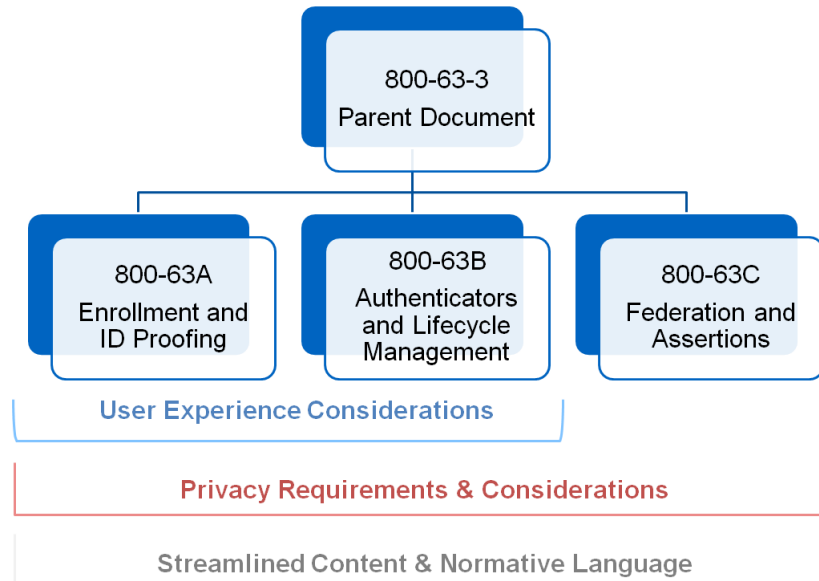 800-63-3
Parent Document
800-63A
Enrollment and
ID Proofing
800-63B
Authenticators
and Lifecycle
Management
800-63C
Federation and
Assertions
User Experience Considerations
Privacy Requirements & Considerations
Streamlined Content & Normative Language